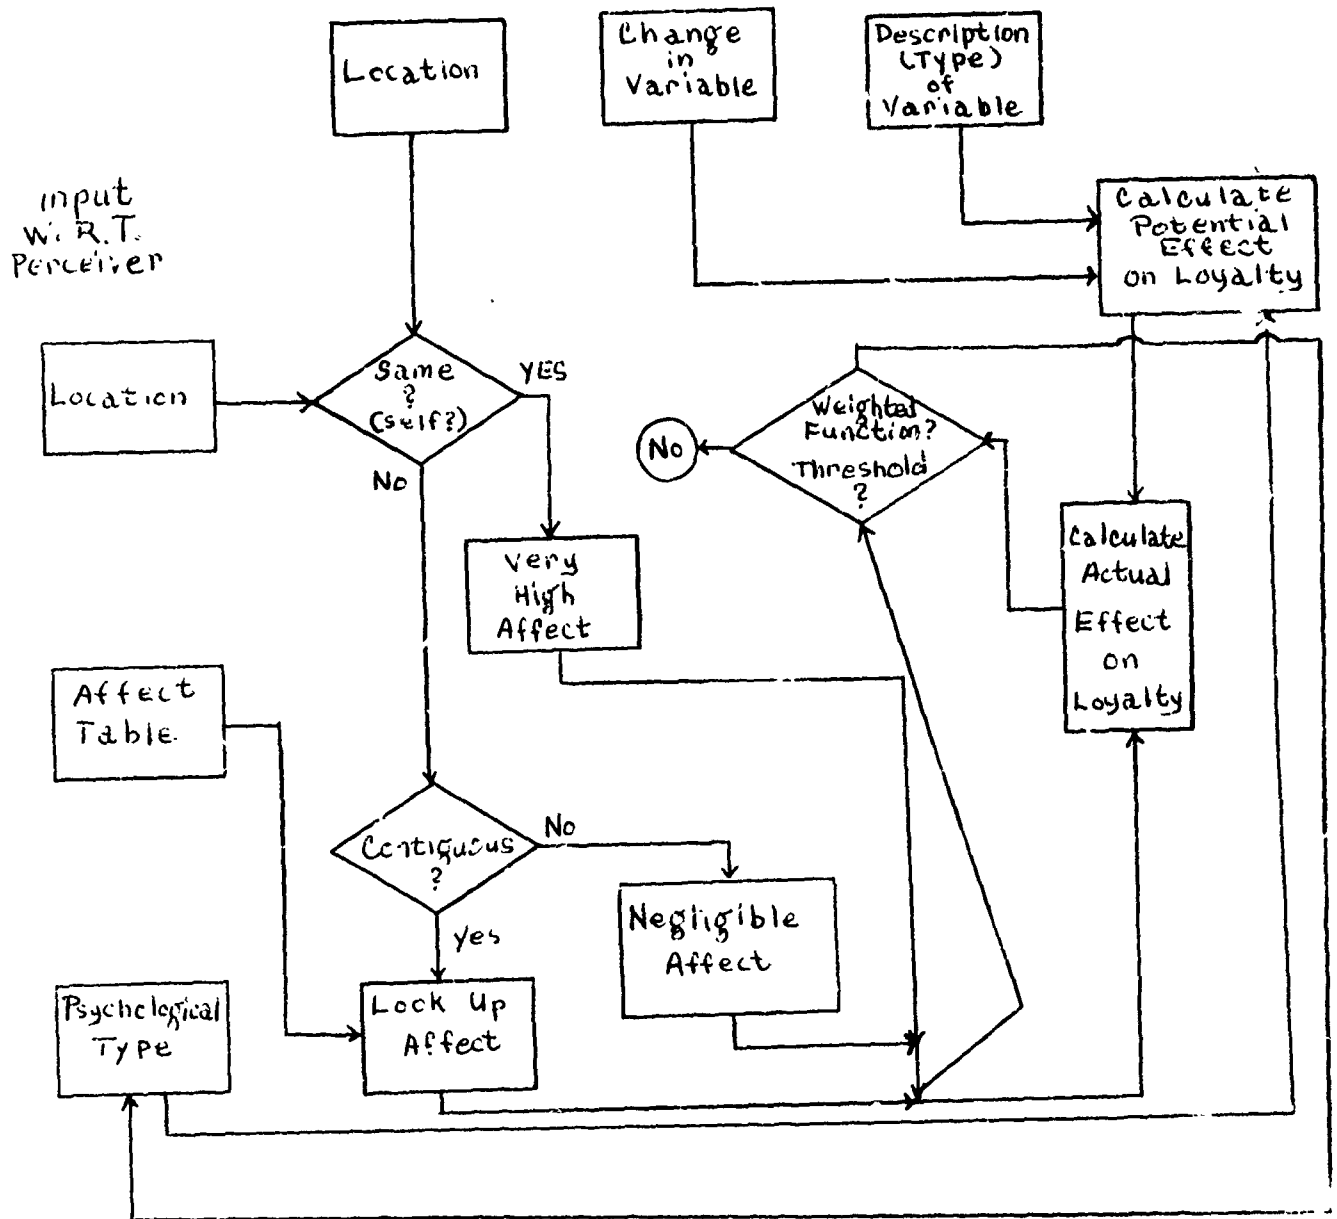 Location
Change
in
Variable
Description
(Type)
of
Variable
input
W.R.T.
Perceiver
Calculate
Potential
Effect
on Loyalty
Location
Same
?
(self?)
YES
No
Weighted
Function?
Threshold
?
No
Calculate
Actual
Effect
on
Loyalty
Very
High
Affect
Affect
Table
Contiguous
?
No
yes
Negligible
Affect
Psychological
Type
Look Up
Affect